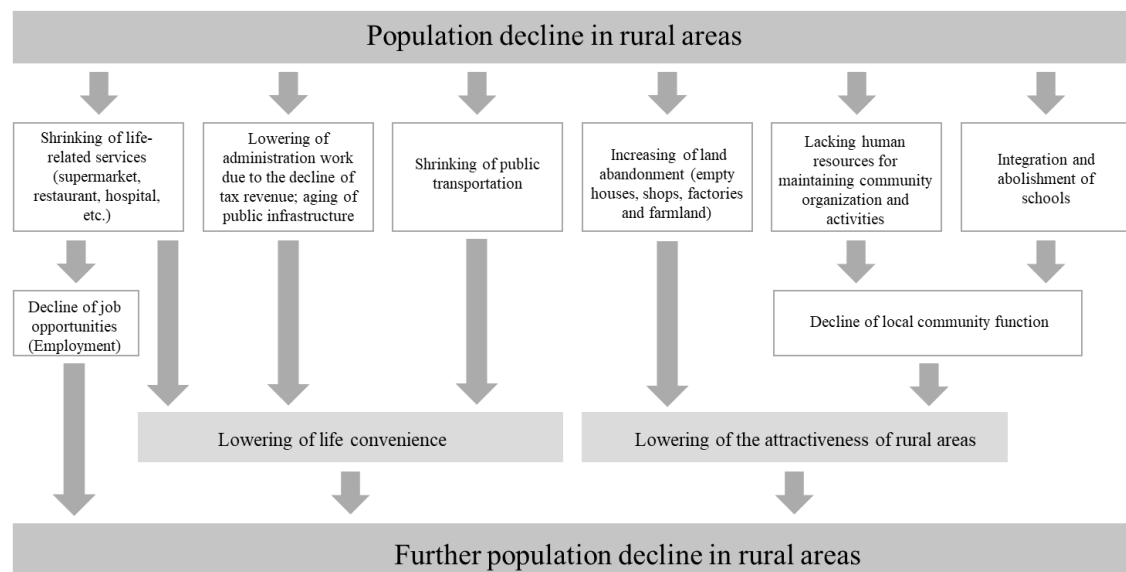 Population decline in rural areas
Shrinking of life-
related services
(supermarket,
restaurant, hospital,
etc.)
Lowering of
administration work
due to the decline of
tax revenue; aging of
public infrastructure
Shrinking of public
transportation
Increasing of land
abandonment (empty
houses, shops, factories
and farmland)
Lacking human
resources for
maintaining community
organization and
activities
Integration and
abolishment of
schools
Decline of job
opportunities
(Employment)
Decline of local community function
Lowering of life convenience
Lowering of the attractiveness of rural areas
Further population decline in rural areas